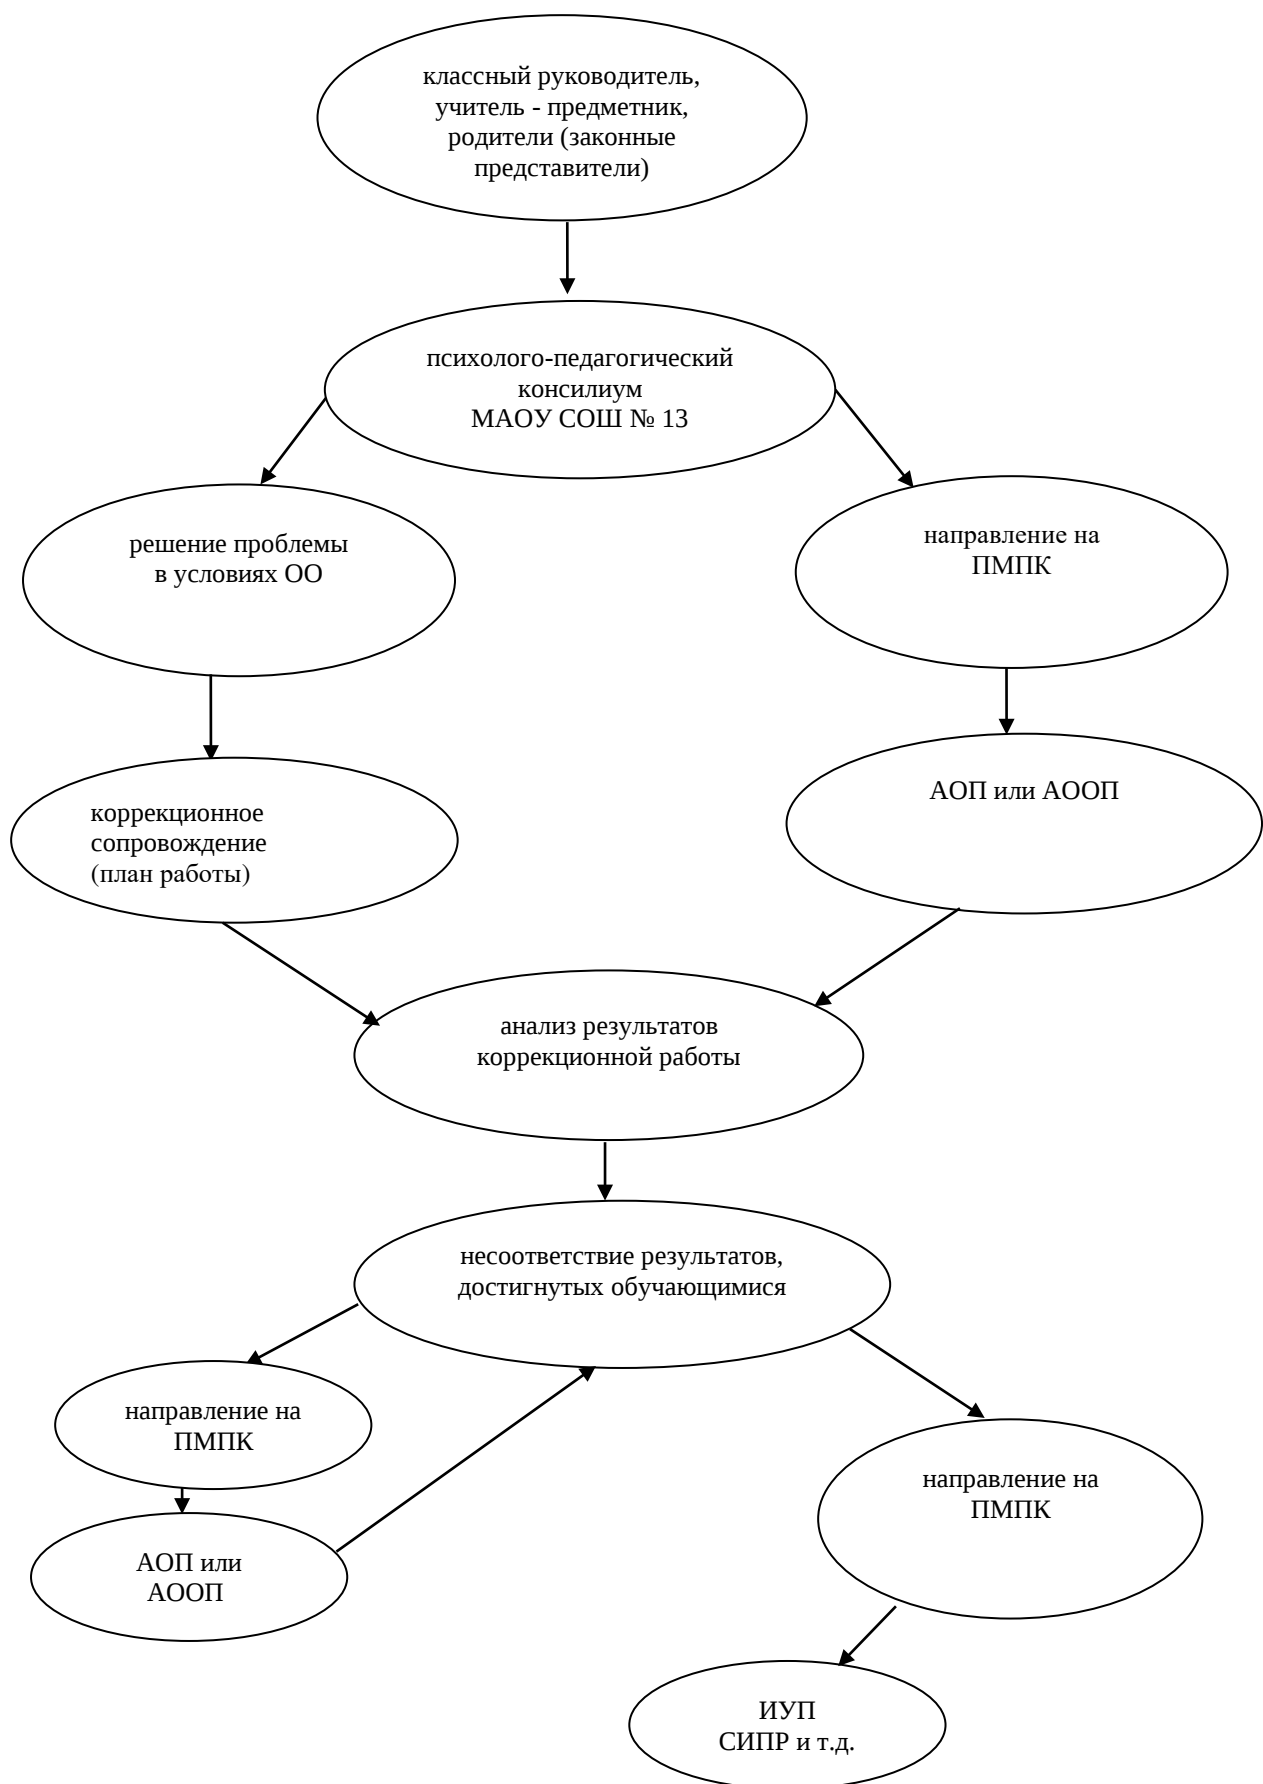 классный руководитель,
учитель - предметник,
родители (законные
представители)
психолого-педагогический
консилиум
МАОУ СОШ № 13
решение проблемы
в условиях ОО
направление на
ПМПК
коррекционное
сопровождение
(план работы)
АОП или АООП
анализ результатов
коррекционной работы
несоответствие результатов,
достигнутых обучающимися
направление на
ПМПК
АОП или
АООП
направление на
ПМПК
ИУП
СИПР и т.д.